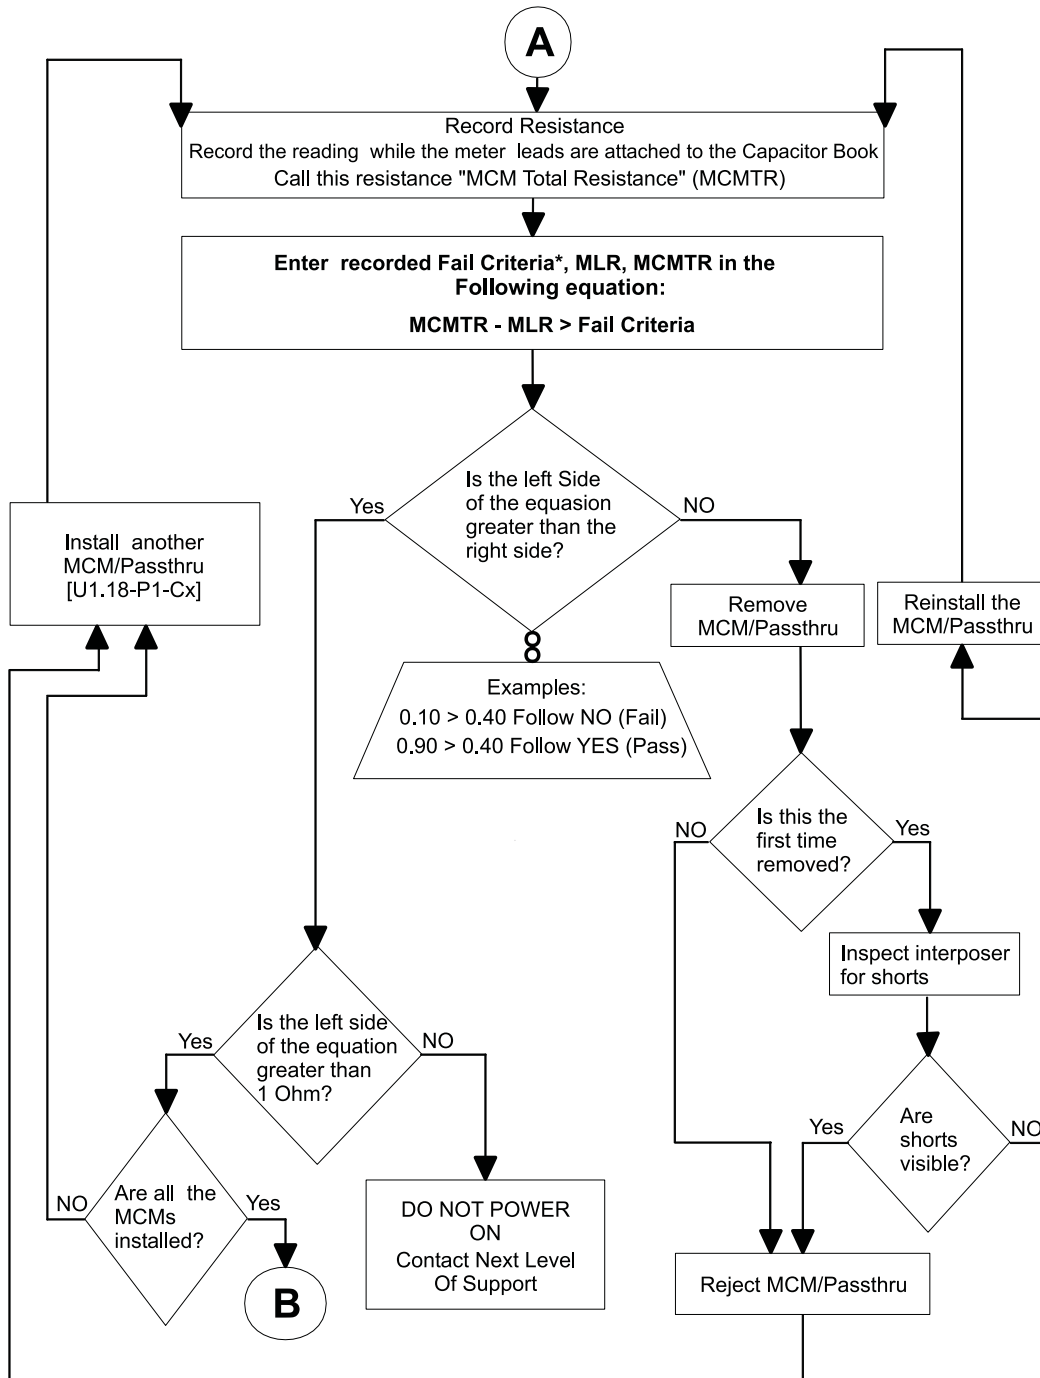 A
Record Resistance
Record the reading while the meter leads are attached to the Capacitor Book
Call this resistance "MCM Total Resistance" (MCMTR)
Enter recorded Fail Criteria*, MLR, MCMTR in the
Following equation:
MCMTR - MLR > Fail Criteria
Is the left Side
of the equasion
greater than the
right side?
Yes
NO
Install another
MCM/Passthru
[U1.18-P1-Cx]
Remove
MCM/Passthru
Reinstall the
MCM/Passthru
Examples:
0.10 > 0.40 Follow NO (Fail)
0.90 > 0.40 Follow YES (Pass)
Is this the
first time
removed?
NO
Yes
Inspect interposer
for shorts
Is the left side
of the equation
greater than
1 Ohm?
Yes
NO
Are
shorts
visible?
Yes
NO
Are all the
MCMs
installed?
NO
Yes
DO NOT POWER
ON
Contact Next Level
Of Support
B
Reject MCM/Passthru